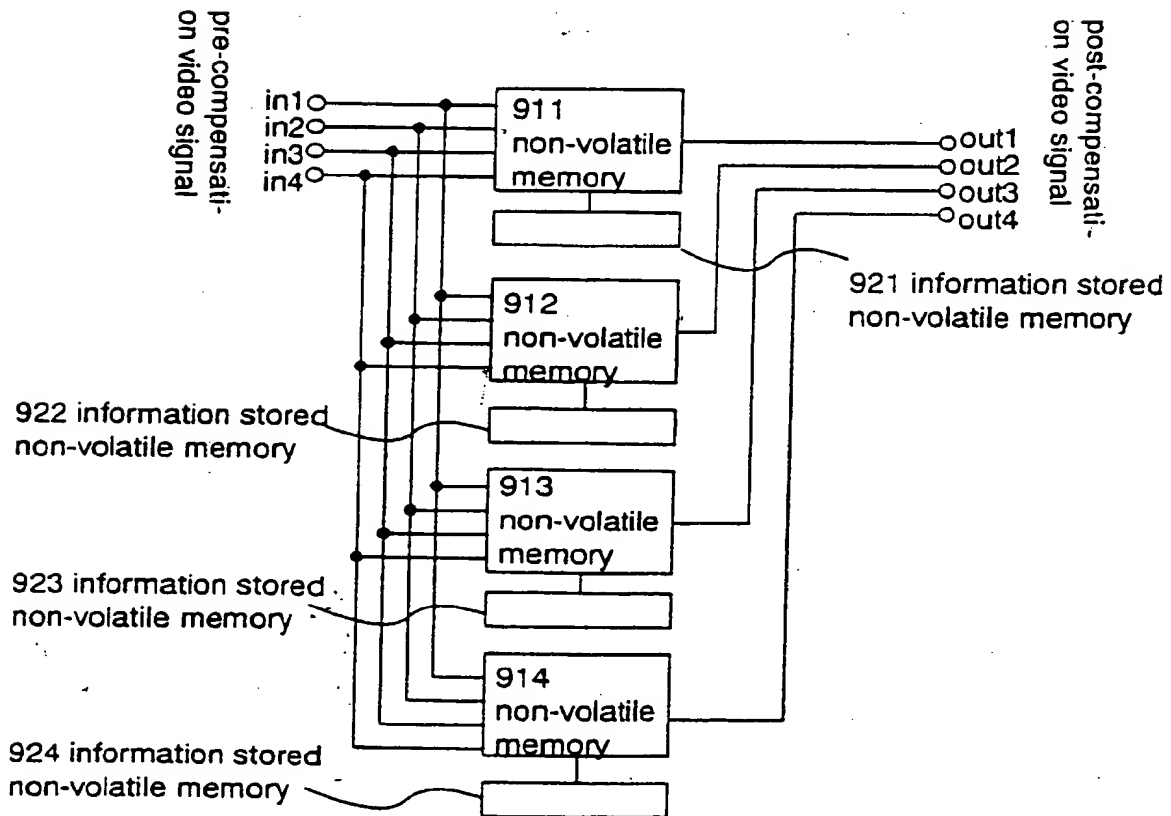 pre-compensati-
on video signal
in1
in2
in3
in4
911
non-volatile
memory
out1
out2
out3
out4
post-compensati-
on video signal
921 information stored
non-volatile memory
912
non-volatile
memory
922 information stored
non-volatile memory
913
non-volatile
memory
923 information stored
non-volatile memory
914
non-volatile
memory
924 information stored
non-volatile memory